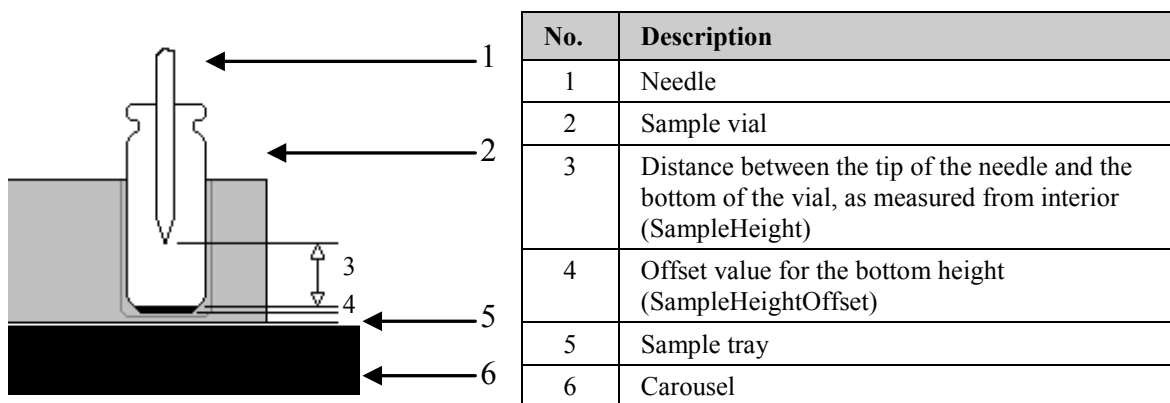 1
2
3
4
5
6
No. Description
1 Needle
2 Sample vial
3 Distance between the tip of the needle and the
bottom of the vial, as measured from interior
(SampleHeight)
4 Offset value for the bottom height
(SampleHeightOffset)
5 Sample tray
6 Carousel